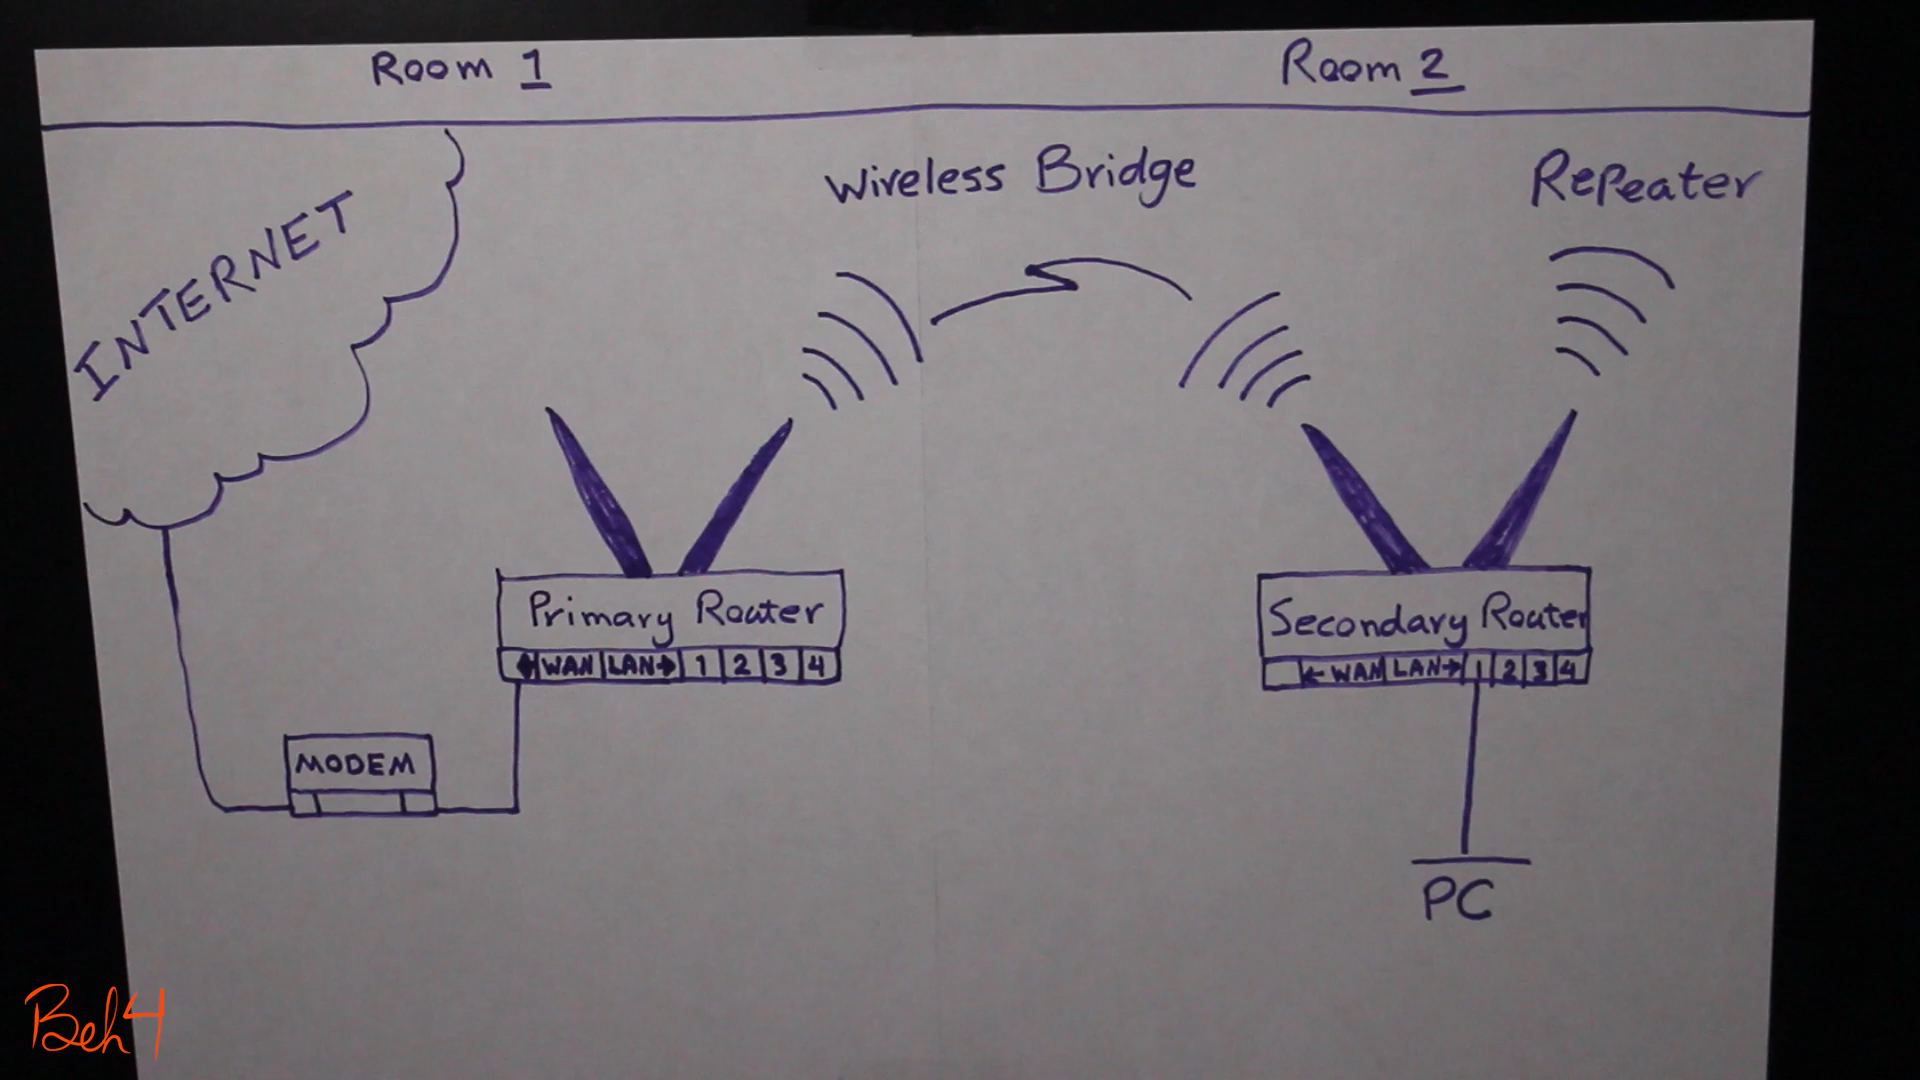 Room 1
Room 2
INTERNET
Wireless Bridge
Repeater
Primary Router
WAN LAN 1 2 3 4
Secondary Router
← WAN LAN→ 1 2 3 4
MODEM
PC
Beh4